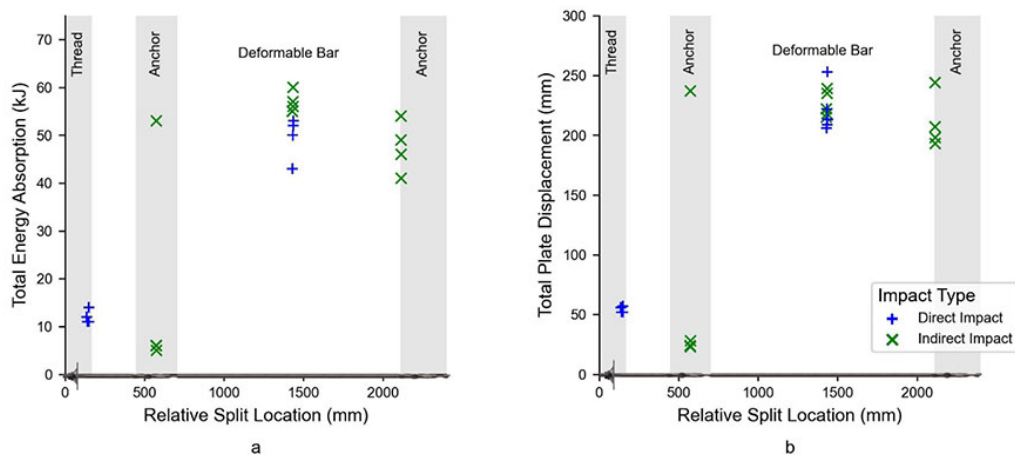 70
60
50
40
30
20
10
0
Total Energy Absorption (kJ)
Thread
Anchor
Deformable Bar
Anchor
0
500
1000
1500
2000
Relative Split Location (mm)
a
300
250
200
150
100
50
0
Total Plate Displacement (mm)
Thread
Anchor
Deformable Bar
Anchor
Impact Type
Direct Impact
Indirect Impact
0
500
1000
1500
2000
Relative Split Location (mm)
b